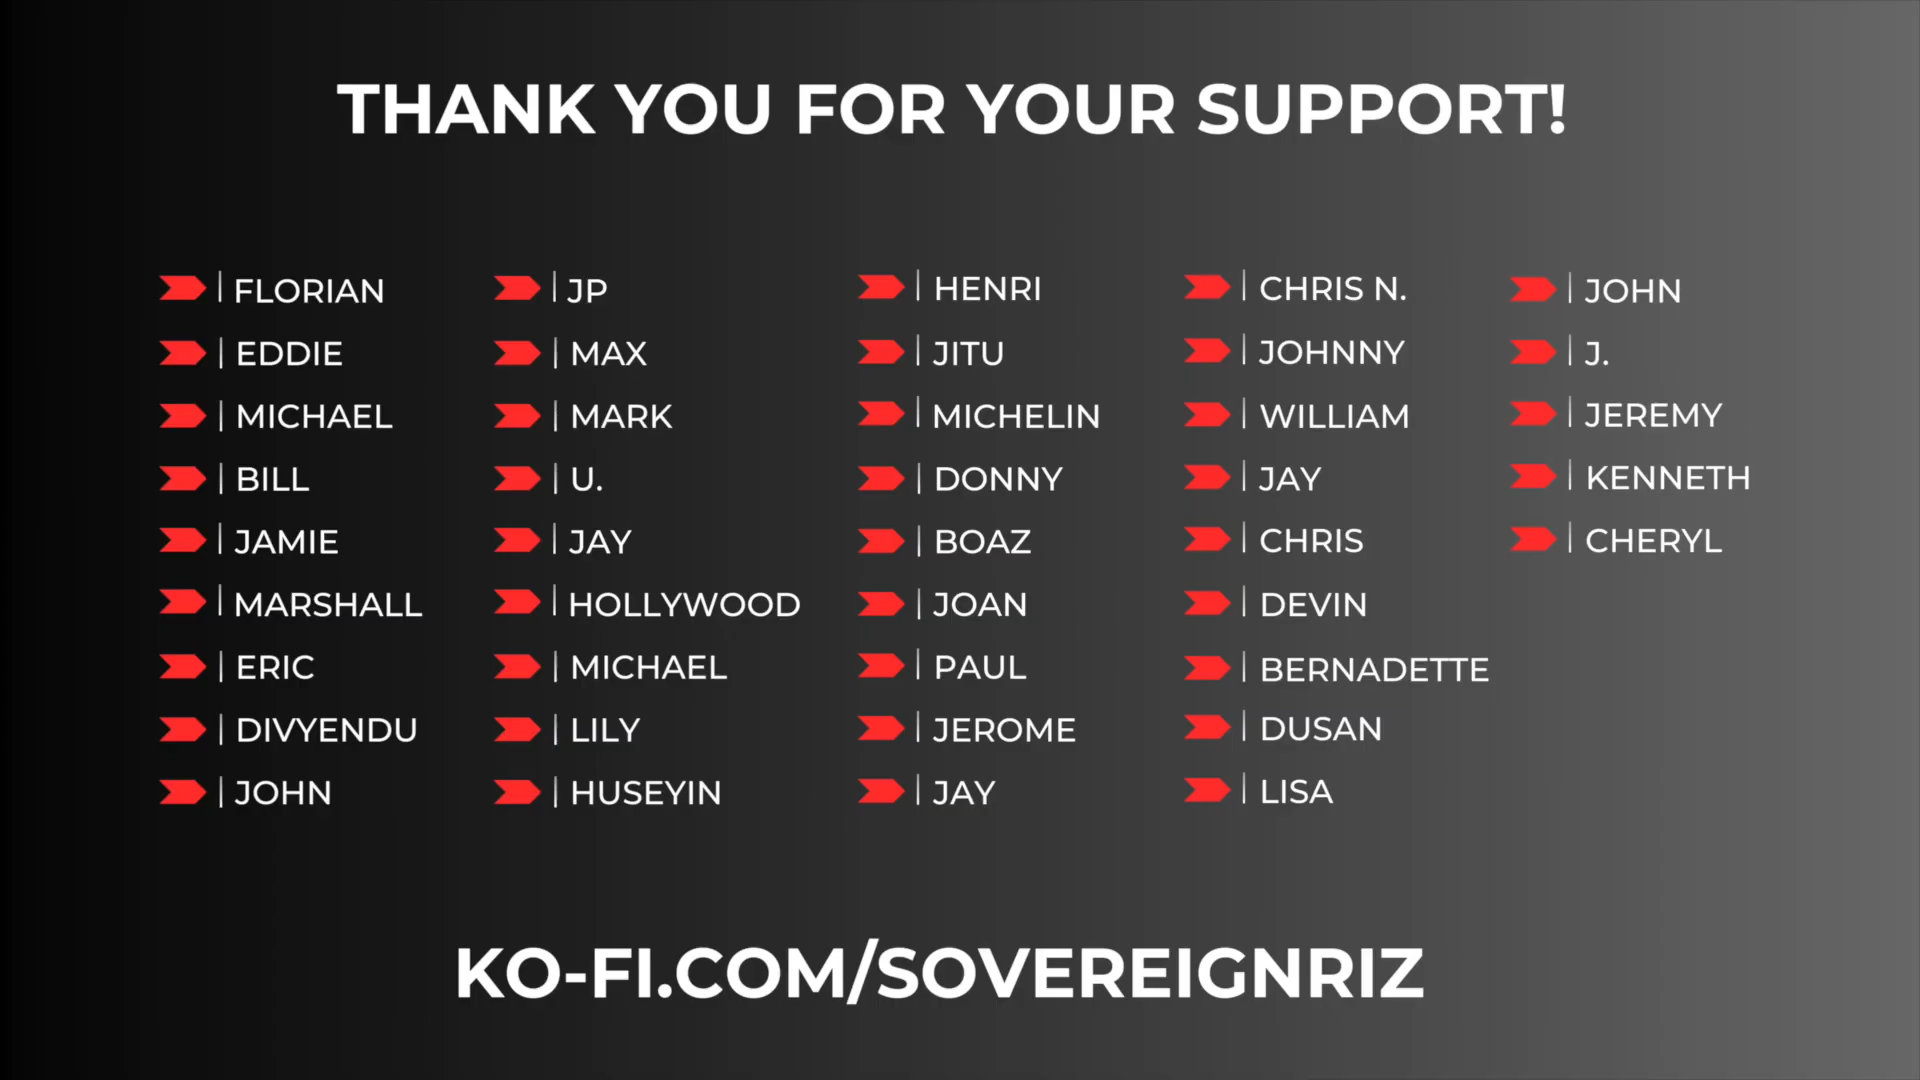 THANK YOU FOR YOUR SUPPORT!
FLORIAN
EDDIE
MICHAEL
BILL
JAMIE
MARSHALL
ERIC
DIVYENDU
JOHN
JP
MAX
MARK
U.
JAY
HOLLYWOOD
MICHAEL
LILY
HUSEYIN
HENRI
JITU
MICHELIN
DONNY
BOAZ
JOAN
PAUL
JEROME
JAY
CHRIS N.
JOHNNY
WILLIAM
JAY
CHRIS
DEVIN
BERNADETTE
DUSAN
LISA
JOHN
J.
JEREMY
KENNETH
CHERYL
KO-FI.COM/SOVEREIGNRIZ